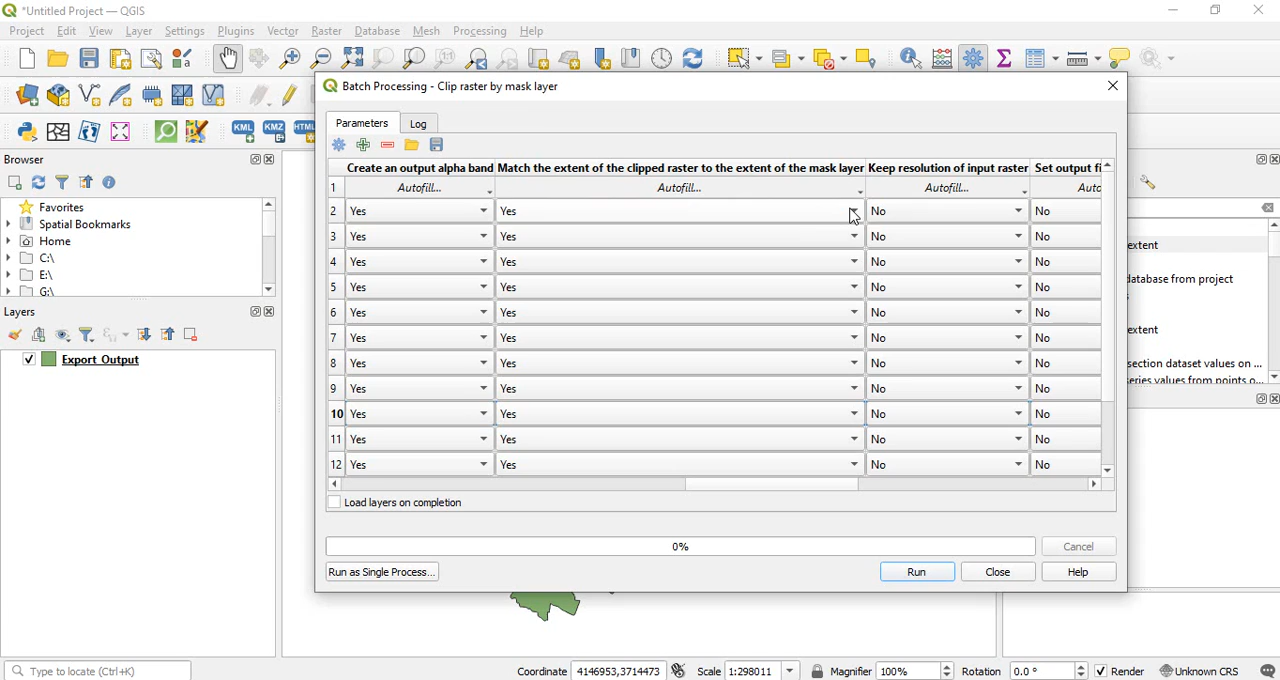 *Untitled Project — QGIS
Project Edit View Layer Settings Plugins Vector Raster Database Mesh Processing Help
Batch Processing - Clip raster by mask layer
Parameters Log
KML KMZ HTML
Browser
Create an output alpha band Match the extent of the clipped raster to the extent of the mask layer Keep resolution of input raster Set output fi
1 Autofill... Autofill... Autofill... Auto
Favorites
2 Yes Yes No No
Spatial Bookmarks
3 Yes Yes No No
Home
extent
C:\
4 Yes Yes No No
E:\
database from project
5 Yes Yes No No
G:\
Layers
6 Yes Yes No No
extent
7 Yes Yes No No
Export Output
8 Yes Yes No No
section dataset values on ...
series values from points o...
9 Yes Yes No No
10 Yes Yes No No
11 Yes Yes No No
12 Yes Yes No No
Load layers on completion
0% Cancel
Run as Single Process... Run Close Help
Type to locate (Ctrl+K) Coordinate 4146953,3714473 Scale 1:298011 Magnifier 100% Rotation 0.0 ° Render Unknown CRS